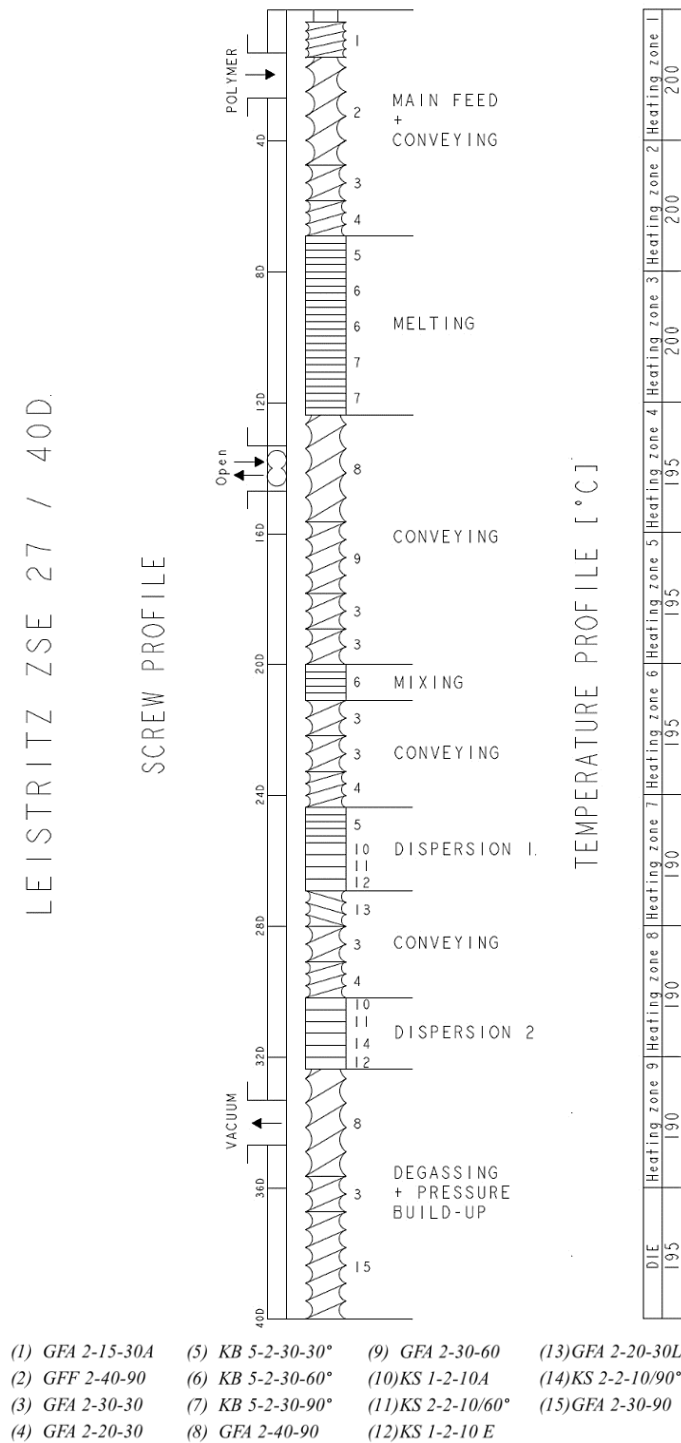 LEISTRITZ ZSE 27 / 40D.
SCREW PROFILE
POLYMER
Open
VACUUM
4D
8D
12D
16D
20D
24D
28D
32D
36D
40D
1
2
3
4
MAIN FEED
+
CONVEYING
5
6
6
7
7
MELTING
8
9
3
3
CONVEYING
6
MIXING
3
3
4
CONVEYING
5
10
11
12
DISPERSION 1.
13
3
4
CONVEYING
10
11
14
12
DISPERSION 2
8
3
15
DEGASSING
+ PRESSURE
BUILD-UP
TEMPERATURE PROFILE [°C]
Heating zone 1
200
Heating zone 2
200
Heating zone 3
200
Heating zone 4
195
Heating zone 5
195
Heating zone 6
195
Heating zone 7
190
Heating zone 8
190
Heating zone 9
190
DIE
195
(1) GFA 2-15-30A
(2) GFF 2-40-90
(3) GFA 2-30-30
(4) GFA 2-20-30
(5) KB 5-2-30-30°
(6) KB 5-2-30-60°
(7) KB 5-2-30-90°
(8) GFA 2-40-90
(9) GFA 2-30-60
(10)KS 1-2-10A
(11)KS 2-2-10/60°
(12)KS 1-2-10 E
(13)GFA 2-20-30L
(14)KS 2-2-10/90°
(15)GFA 2-30-90